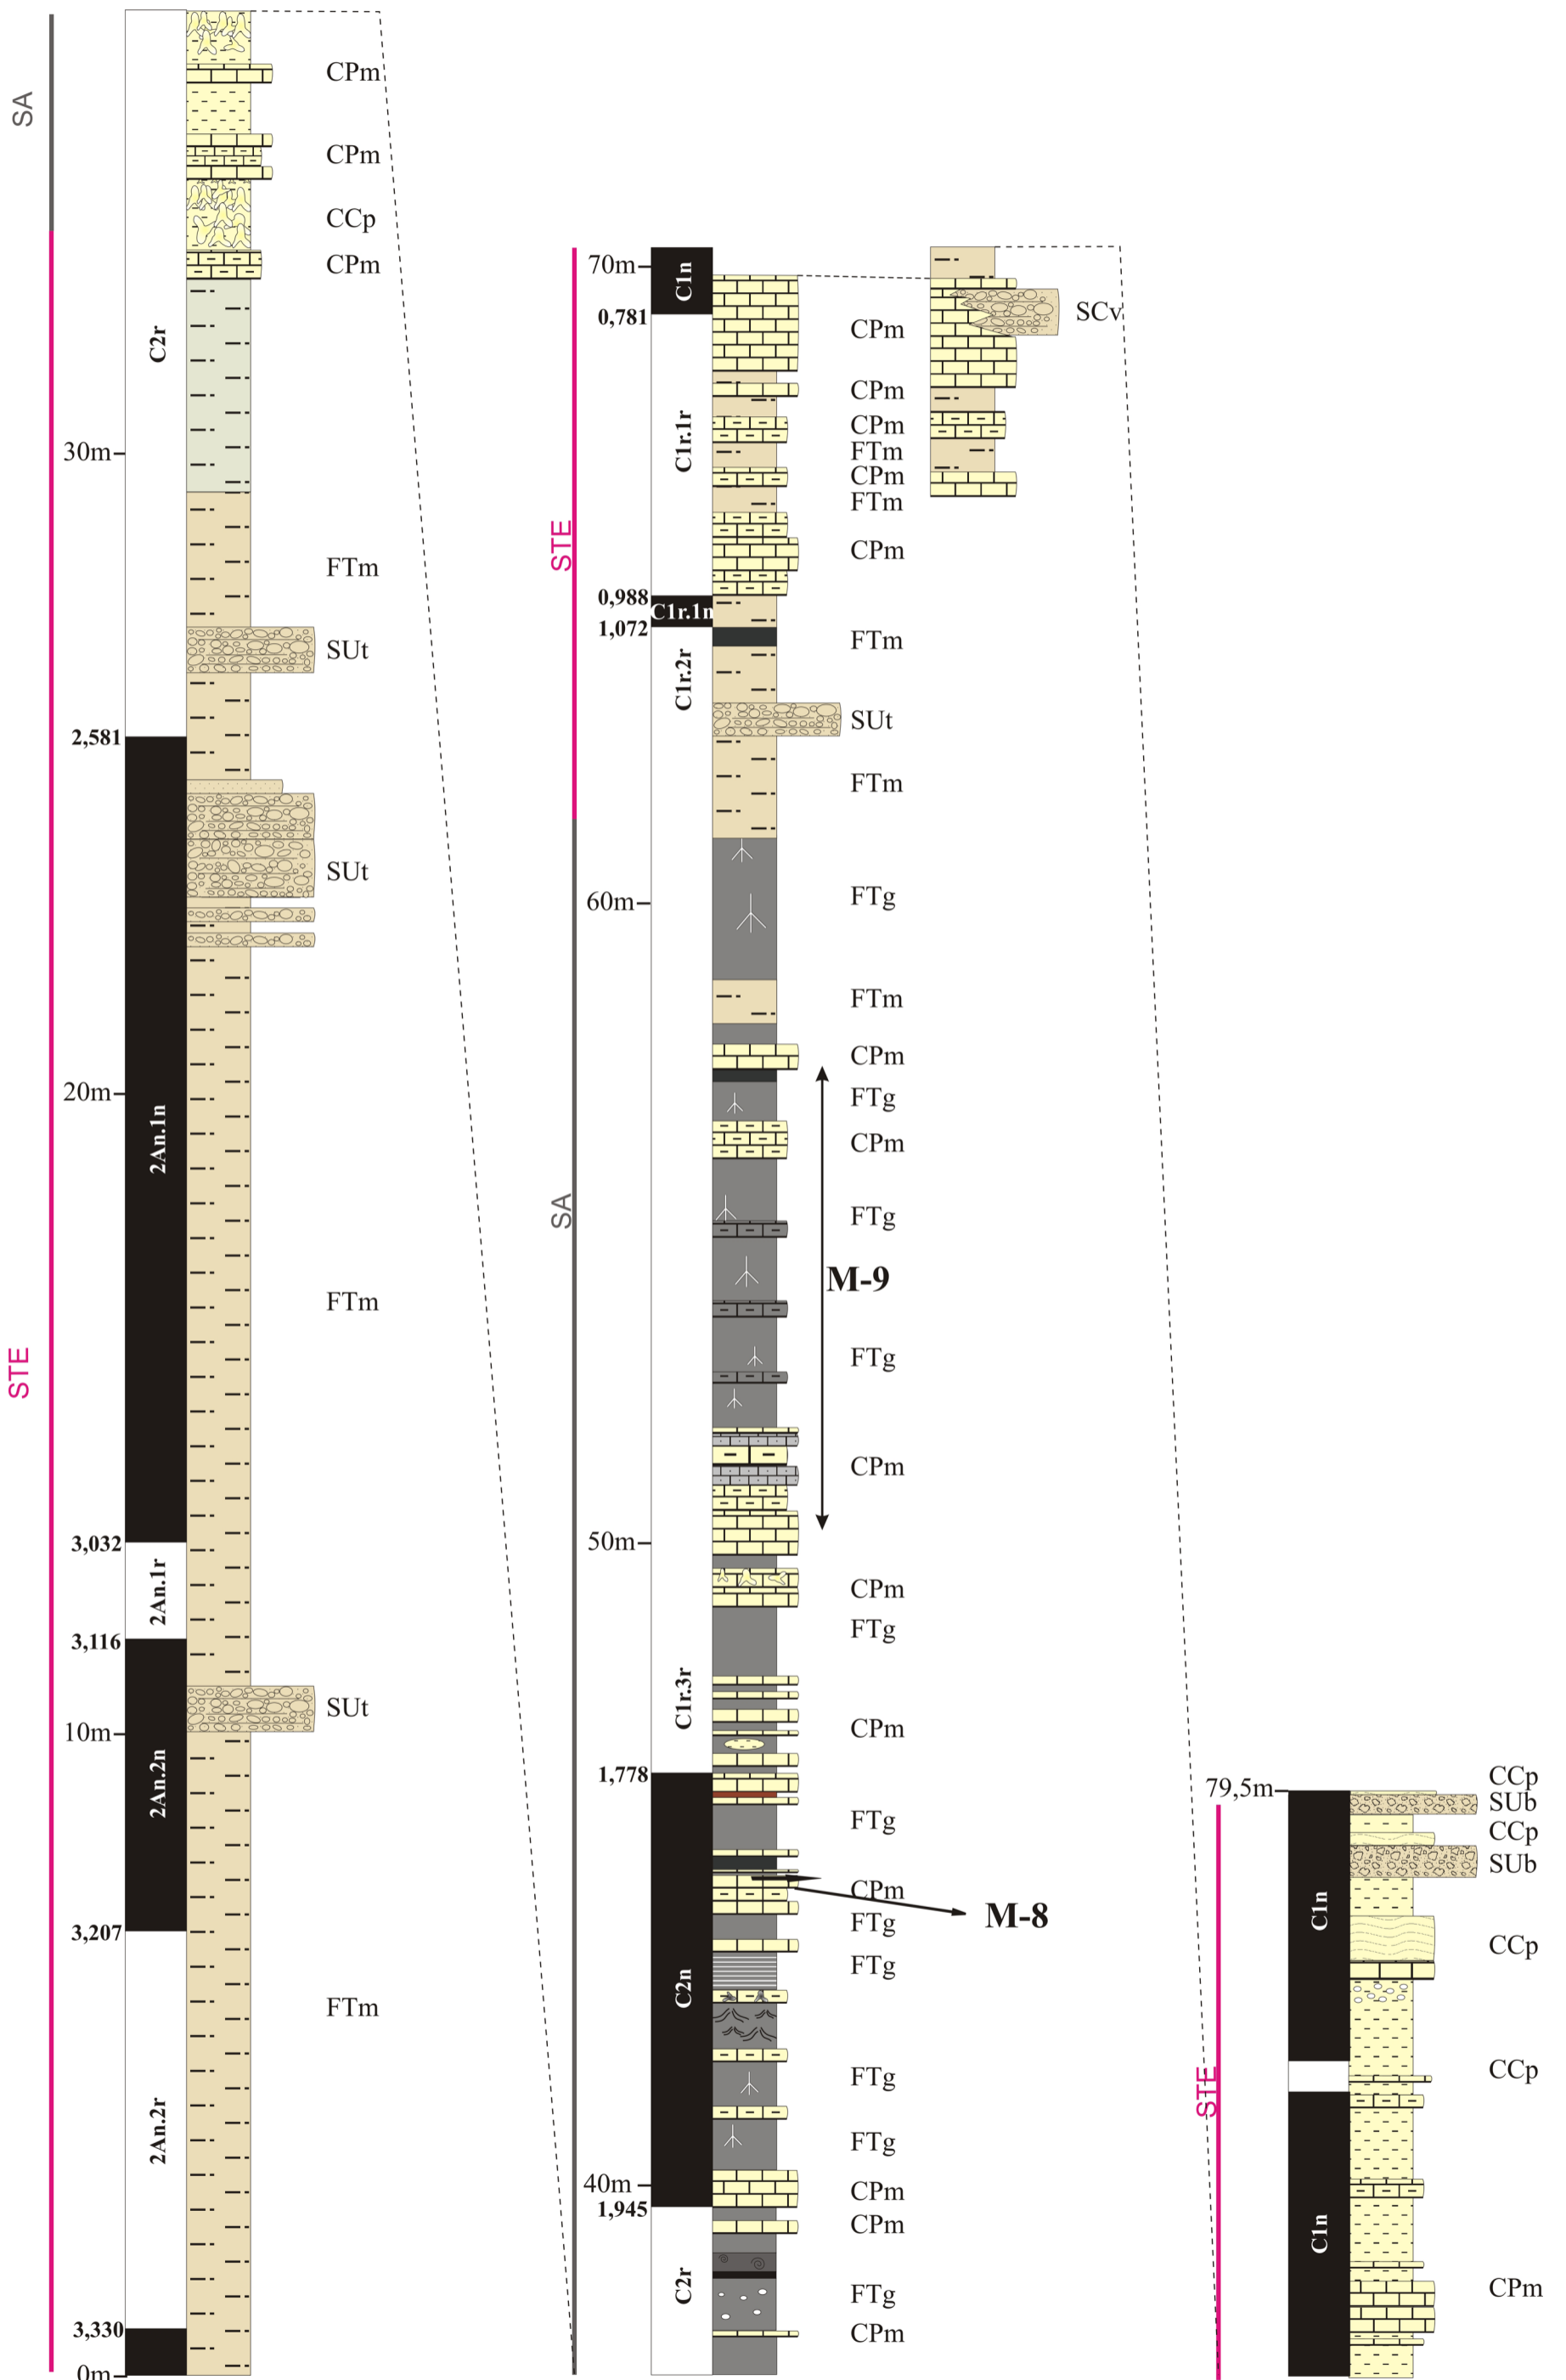 SA
CPm
CPm
CCp
CPm
C2r
30m
FTm
SUt
2,581
SUt
20m
2An.1n
FTm
STE
3,032
2An.1r
3,116
SUt
10m
2An.2n
3,207
FTm
2An.2r
3,330
0m
70m
C1n
0,781
CPm
SCv
CPm
C1r.1r
CPm
FTm
CPm
FTm
STE
CPm
0,988
C1r.1n
1,072
FTm
C1r.2r
SUt
FTm
60m
FTg
FTm
CPm
FTg
CPm
SA
FTg
M-9
FTg
CPm
50m
CPm
FTg
C1r.3r
CPm
1,778
FTg
CPm
M-8
FTg
FTg
C2n
FTg
FTg
40m
CPm
1,945
CPm
C2r
FTg
CPm
79,5m
CCp
SUb
CCp
SUb
C1n
CCp
CCp
STE
C1n
CPm